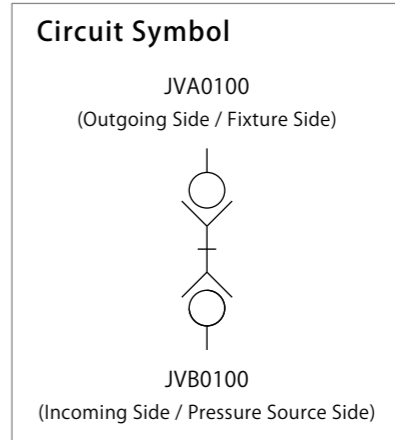 Circuit Symbol
JVA0100
(Outgoing Side / Fixture Side)
JVB0100
(Incoming Side / Pressure Source Side)